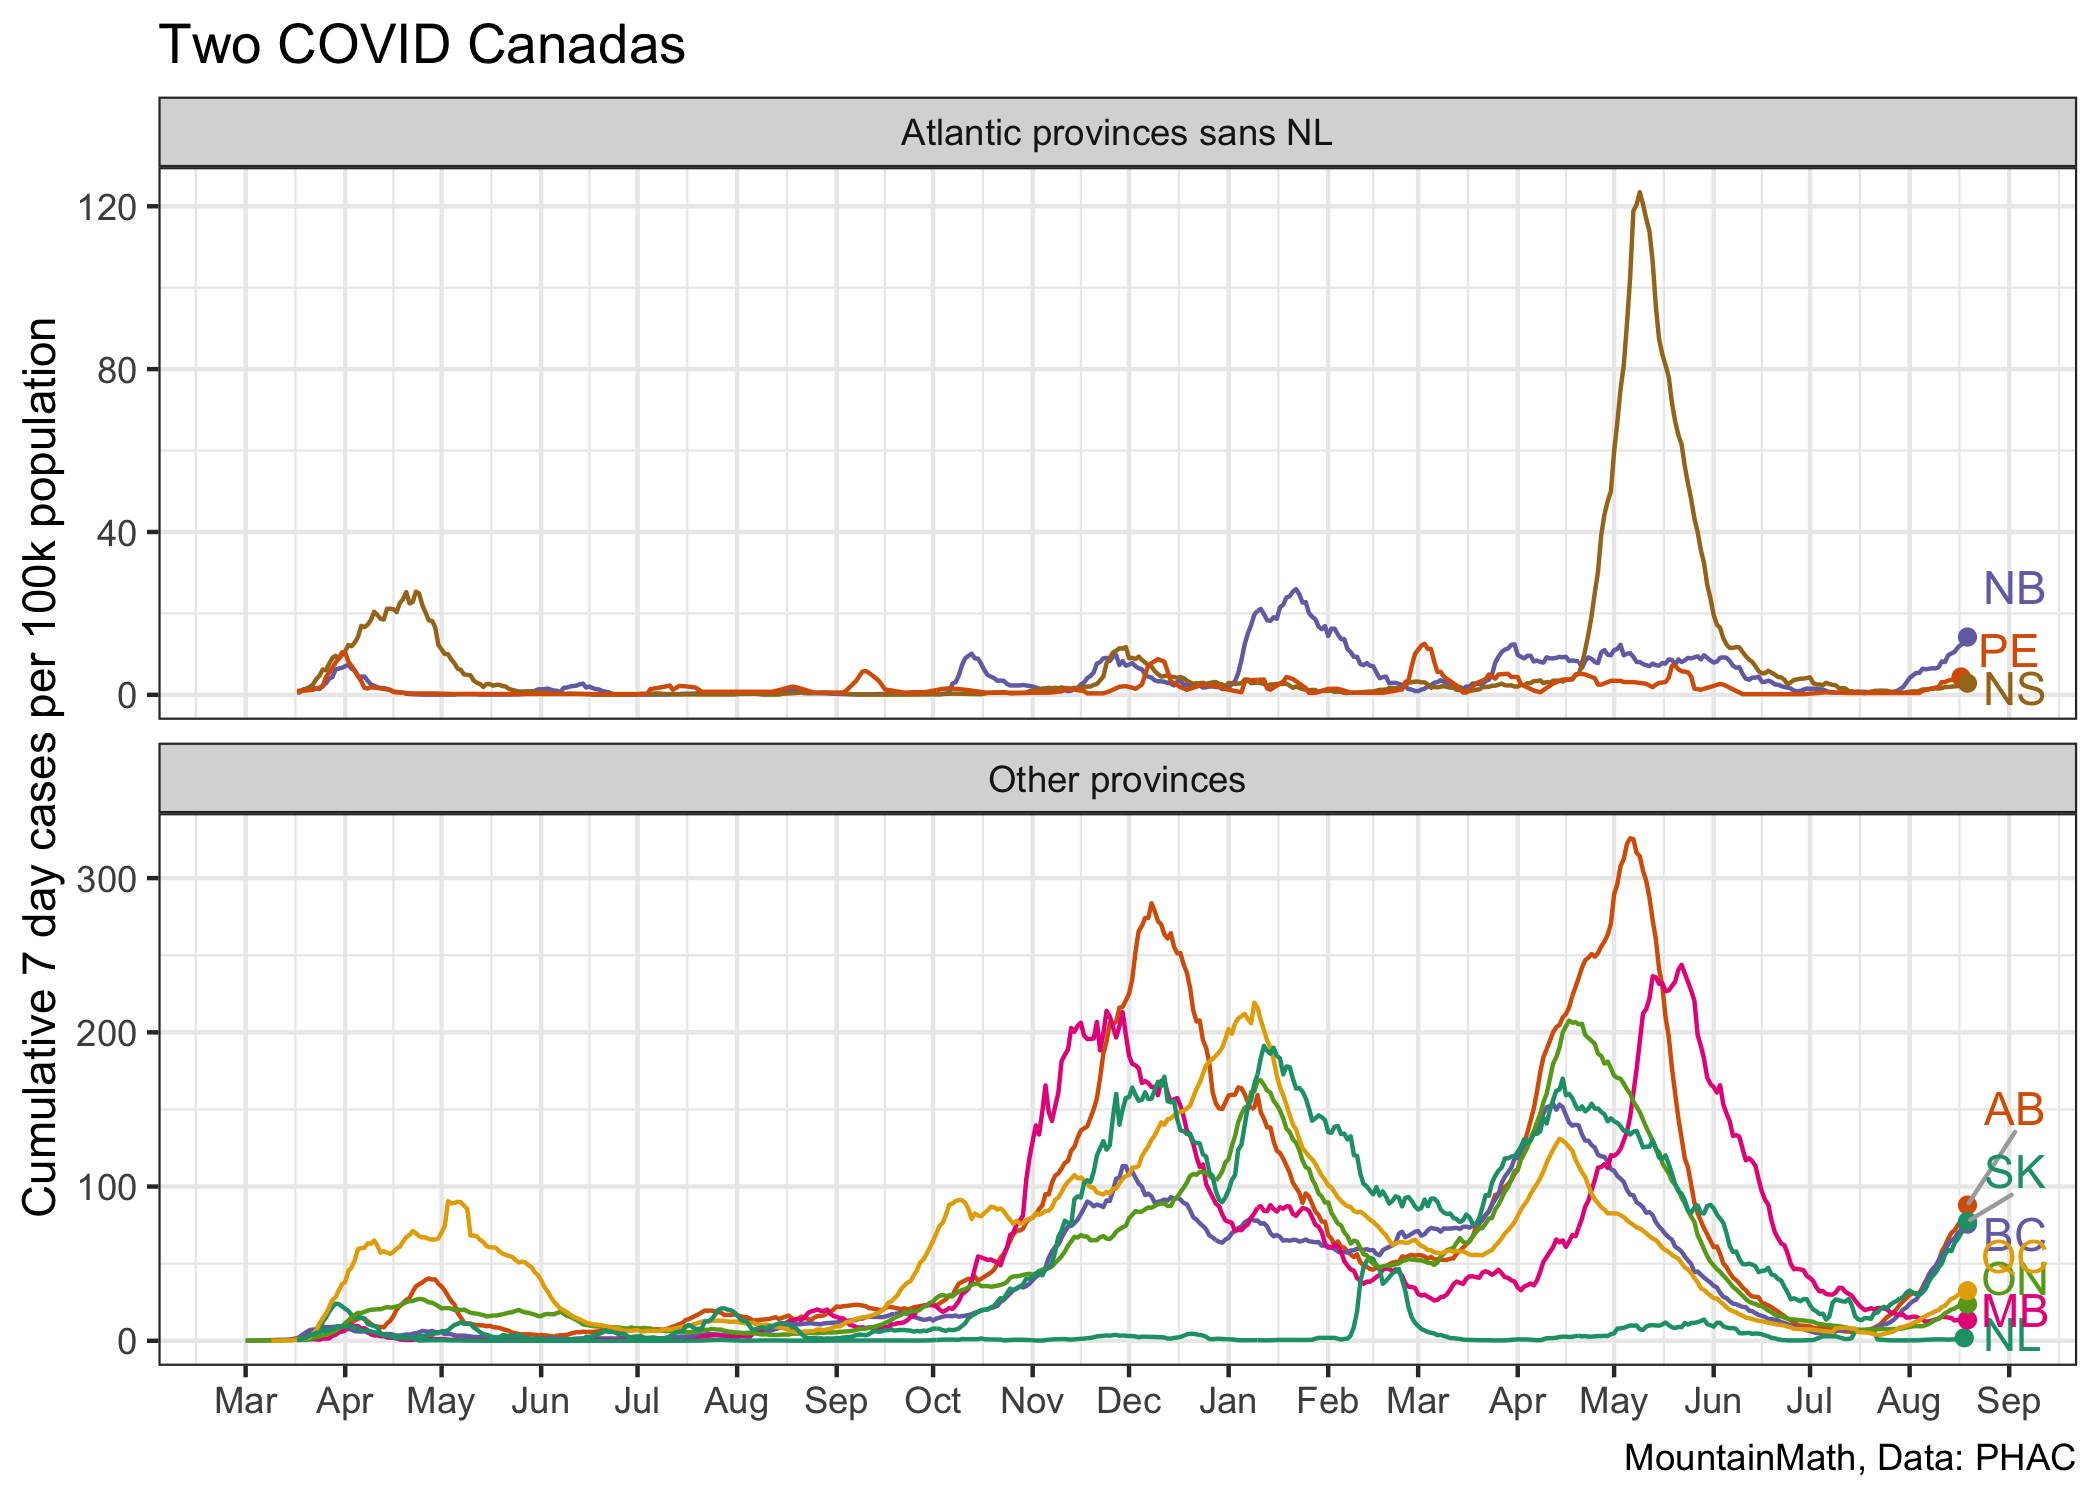 Two COVID Canadas
Atlantic provinces sans NL
120
80
40
0
NB
PE
NS
Cumulative 7 day cases per 100k population
Other provinces
300
200
100
0
AB
SK
BC
QC
ON
MB
NL
Mar Apr May Jun Jul Aug Sep Oct Nov Dec Jan Feb Mar Apr May Jun Jul Aug Sep
MountainMath, Data: PHAC